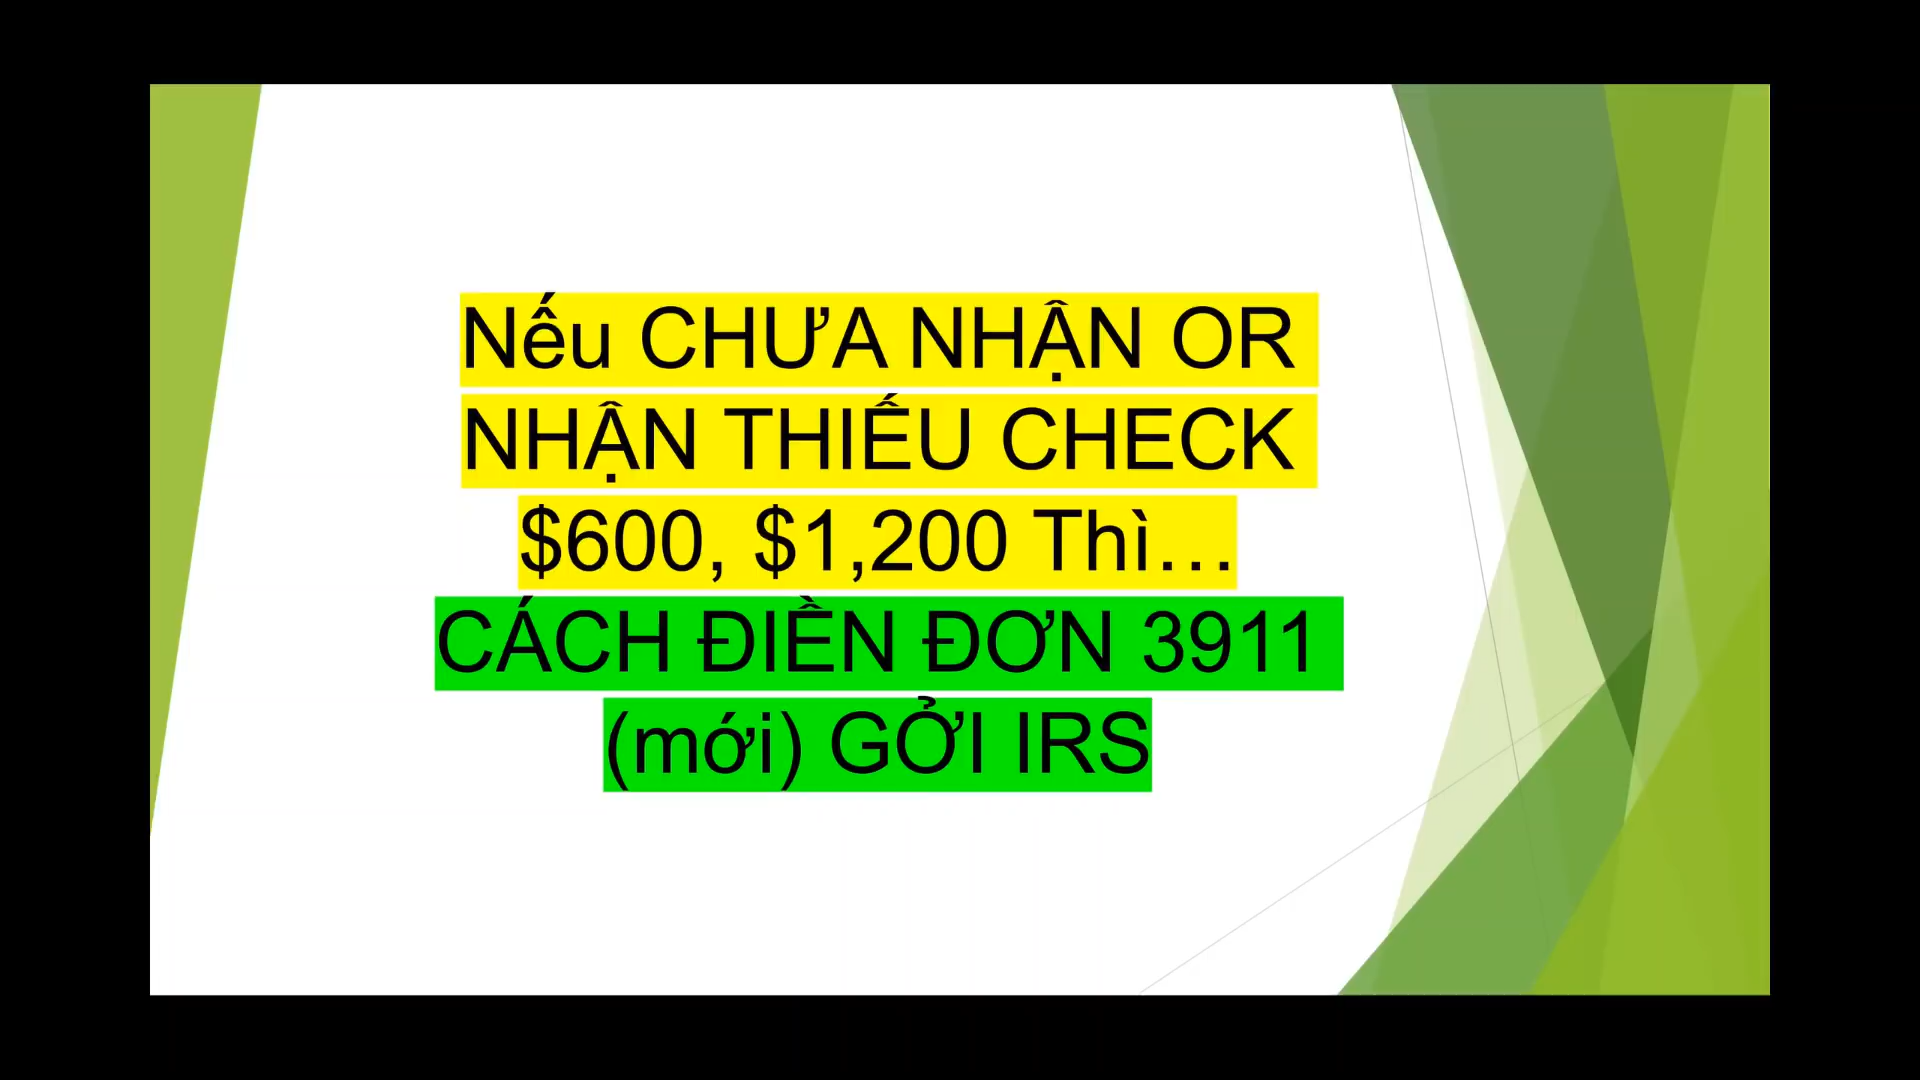 Nếu CHƯA NHẬN OR
NHẬN THIẾU CHECK
$600, $1,200 Thì…
CÁCH ĐIỀN ĐƠN 3911
(mới) GỞI IRS